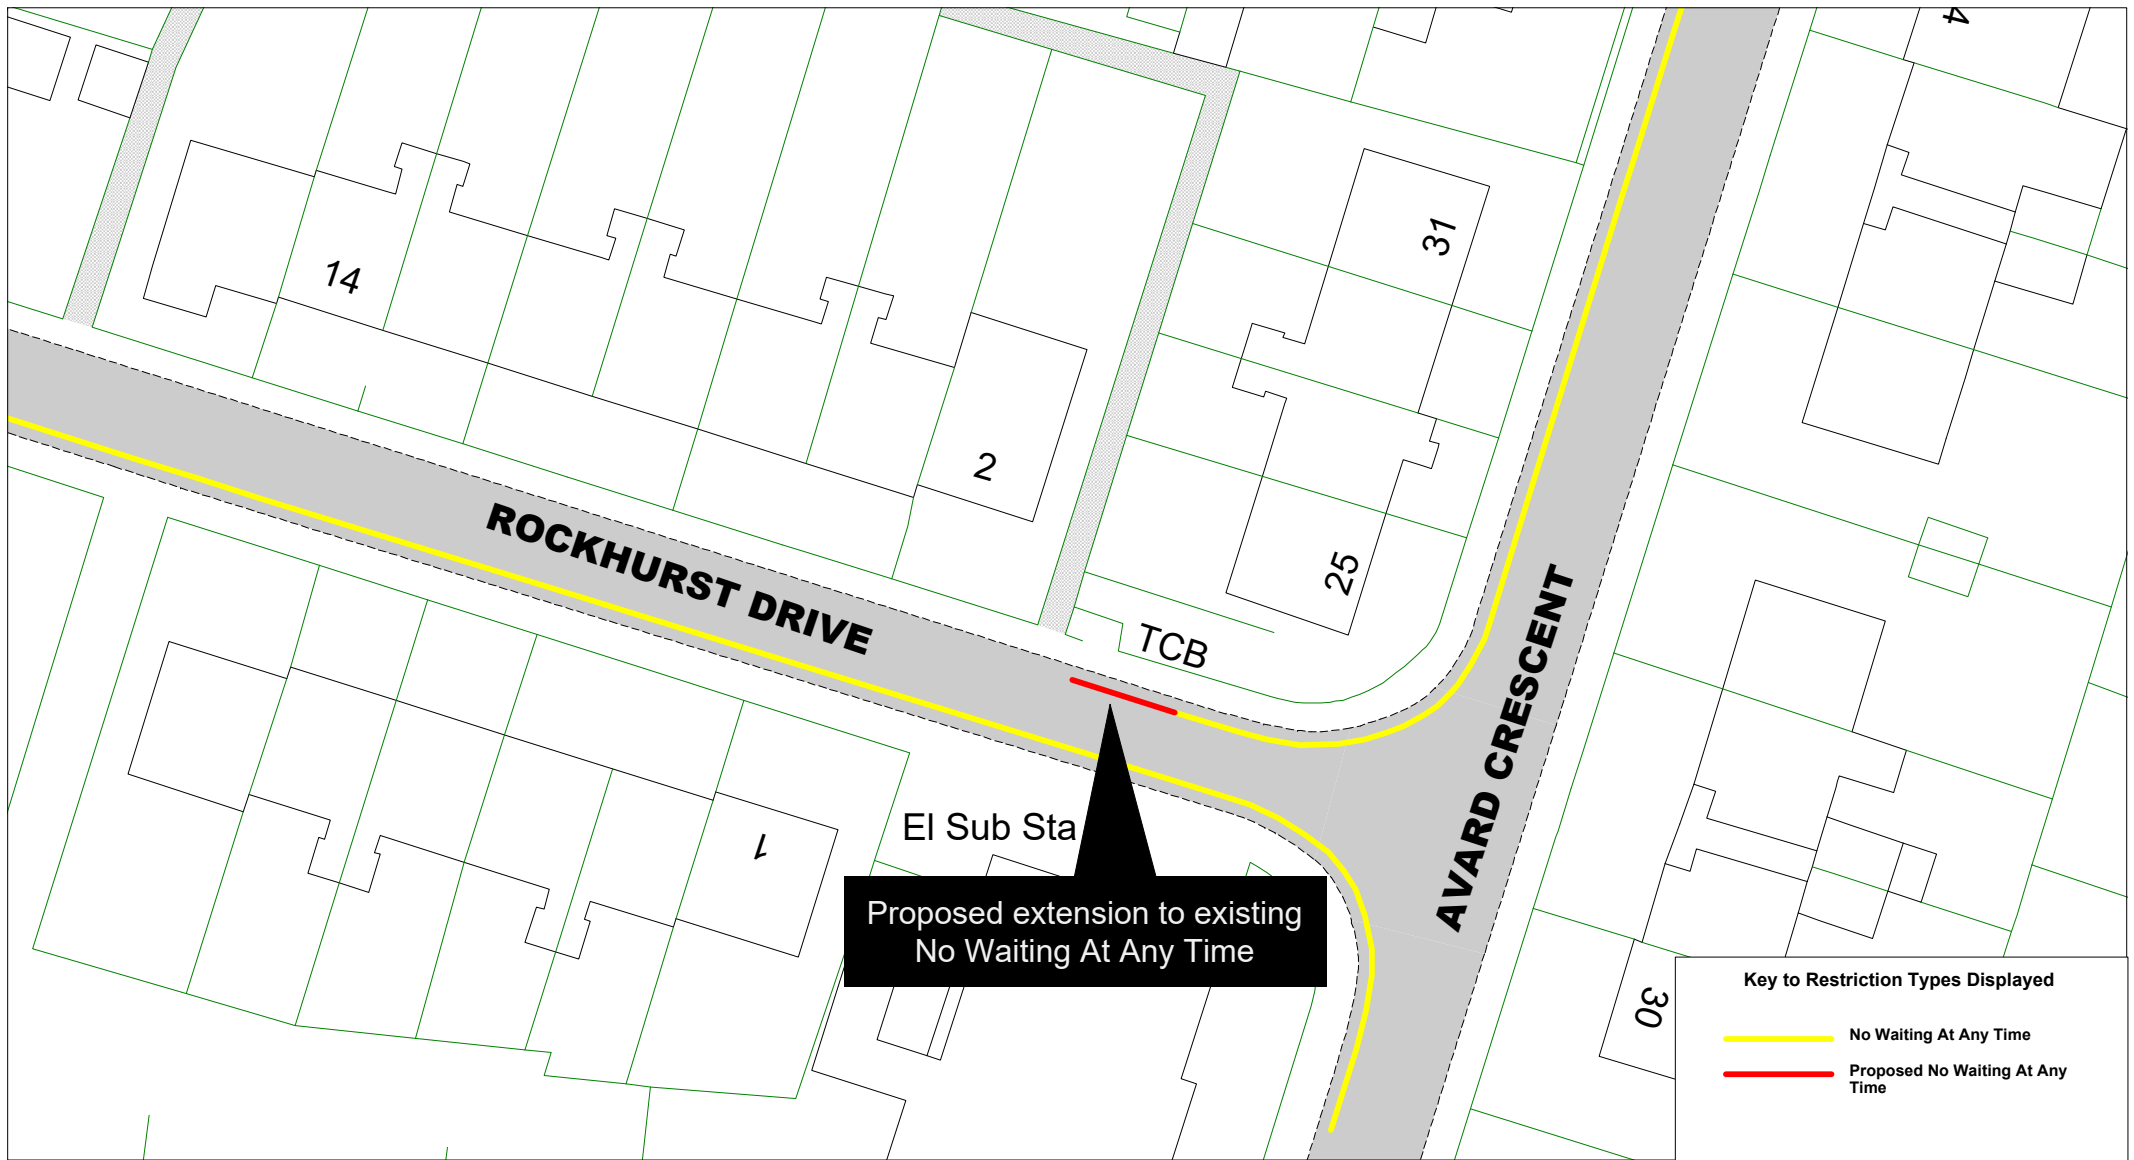 4
14
31
2
ROCKHURST DRIVE
25
TCB
AVARD CRESCENT
1
El Sub Sta
Proposed extension to existing
No Waiting At Any Time
30
Key to Restriction Types Displayed
No Waiting At Any Time
Proposed No Waiting At Any
Time